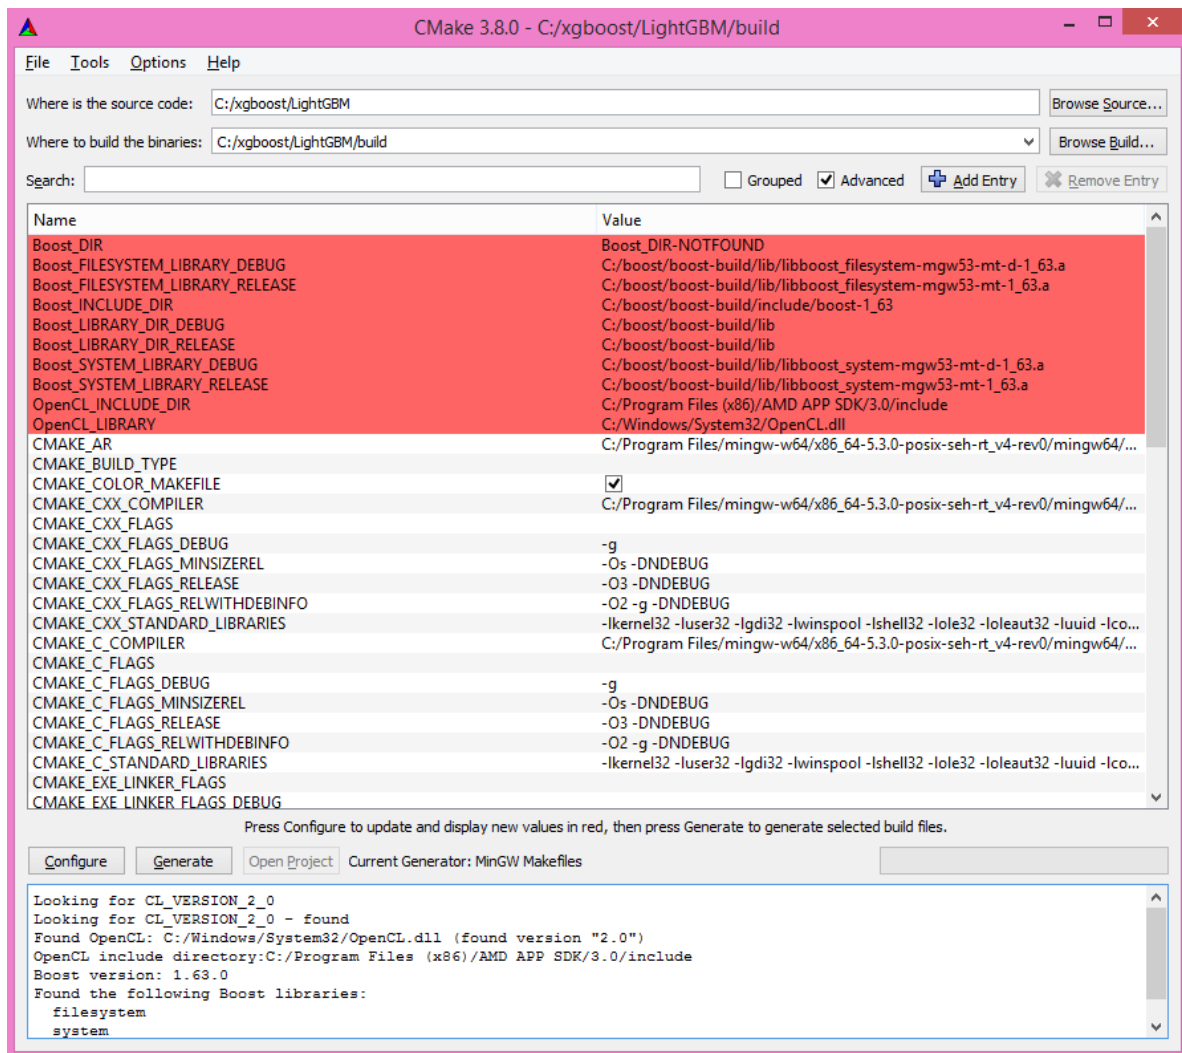 CMake 3.8.0 - C:/xgboost/LightGBM/build
File Tools Options Help
Where is the source code: C:/xgboost/LightGBM Browse Source...
Where to build the binaries: C:/xgboost/LightGBM/build Browse Build...
Search: Grouped Advanced Add Entry Remove Entry
Name Value
Boost_DIR Boost_DIR-NOTFOUND
Boost_FILESYSTEM_LIBRARY_DEBUG C:/boost/boost-build/lib/libboost_filesystem-mgw53-mt-d-1_63.a
Boost_FILESYSTEM_LIBRARY_RELEASE C:/boost/boost-build/lib/libboost_filesystem-mgw53-mt-1_63.a
Boost_INCLUDE_DIR C:/boost/boost-build/include/boost-1_63
Boost_LIBRARY_DIR_DEBUG C:/boost/boost-build/lib
Boost_LIBRARY_DIR_RELEASE C:/boost/boost-build/lib
Boost_SYSTEM_LIBRARY_DEBUG C:/boost/boost-build/lib/libboost_system-mgw53-mt-d-1_63.a
Boost_SYSTEM_LIBRARY_RELEASE C:/boost/boost-build/lib/libboost_system-mgw53-mt-1_63.a
OpenCL_INCLUDE_DIR C:/Program Files (x86)/AMD APP SDK/3.0/include
OpenCL_LIBRARY C:/Windows/System32/OpenCL.dll
CMAKE_AR C:/Program Files/mingw-w64/x86_64-5.3.0-posix-seh-rt_v4-rev0/mingw64/...
CMAKE_BUILD_TYPE
CMAKE_COLOR_MAKEFILE
CMAKE_CXX_COMPILER C:/Program Files/mingw-w64/x86_64-5.3.0-posix-seh-rt_v4-rev0/mingw64/...
CMAKE_CXX_FLAGS
CMAKE_CXX_FLAGS_DEBUG -g
CMAKE_CXX_FLAGS_MINSIZEREL -Os -DNDEBUG
CMAKE_CXX_FLAGS_RELEASE -O3 -DNDEBUG
CMAKE_CXX_FLAGS_RELWITHDEBINFO -O2 -g -DNDEBUG
CMAKE_CXX_STANDARD_LIBRARIES -lkernel32 -luser32 -lgdi32 -lwinspool -lshell32 -lole32 -loleaut32 -luuid -lco...
CMAKE_C_COMPILER C:/Program Files/mingw-w64/x86_64-5.3.0-posix-seh-rt_v4-rev0/mingw64/...
CMAKE_C_FLAGS
CMAKE_C_FLAGS_DEBUG -g
CMAKE_C_FLAGS_MINSIZEREL -Os -DNDEBUG
CMAKE_C_FLAGS_RELEASE -O3 -DNDEBUG
CMAKE_C_FLAGS_RELWITHDEBINFO -O2 -g -DNDEBUG
CMAKE_C_STANDARD_LIBRARIES -lkernel32 -luser32 -lgdi32 -lwinspool -lshell32 -lole32 -loleaut32 -luuid -lco...
CMAKE_EXE_LINKER_FLAGS
CMAKE_EXE_LINKER_FLAGS_DEBUG
Press Configure to update and display new values in red, then press Generate to generate selected build files.
Configure Generate Open Project Current Generator: MinGW Makefiles
Looking for CL_VERSION_2_0
Looking for CL_VERSION_2_0 - found
Found OpenCL: C:/Windows/System32/OpenCL.dll (found version "2.0")
OpenCL include directory:C:/Program Files (x86)/AMD APP SDK/3.0/include
Boost version: 1.63.0
Found the following Boost libraries:
filesystem
system